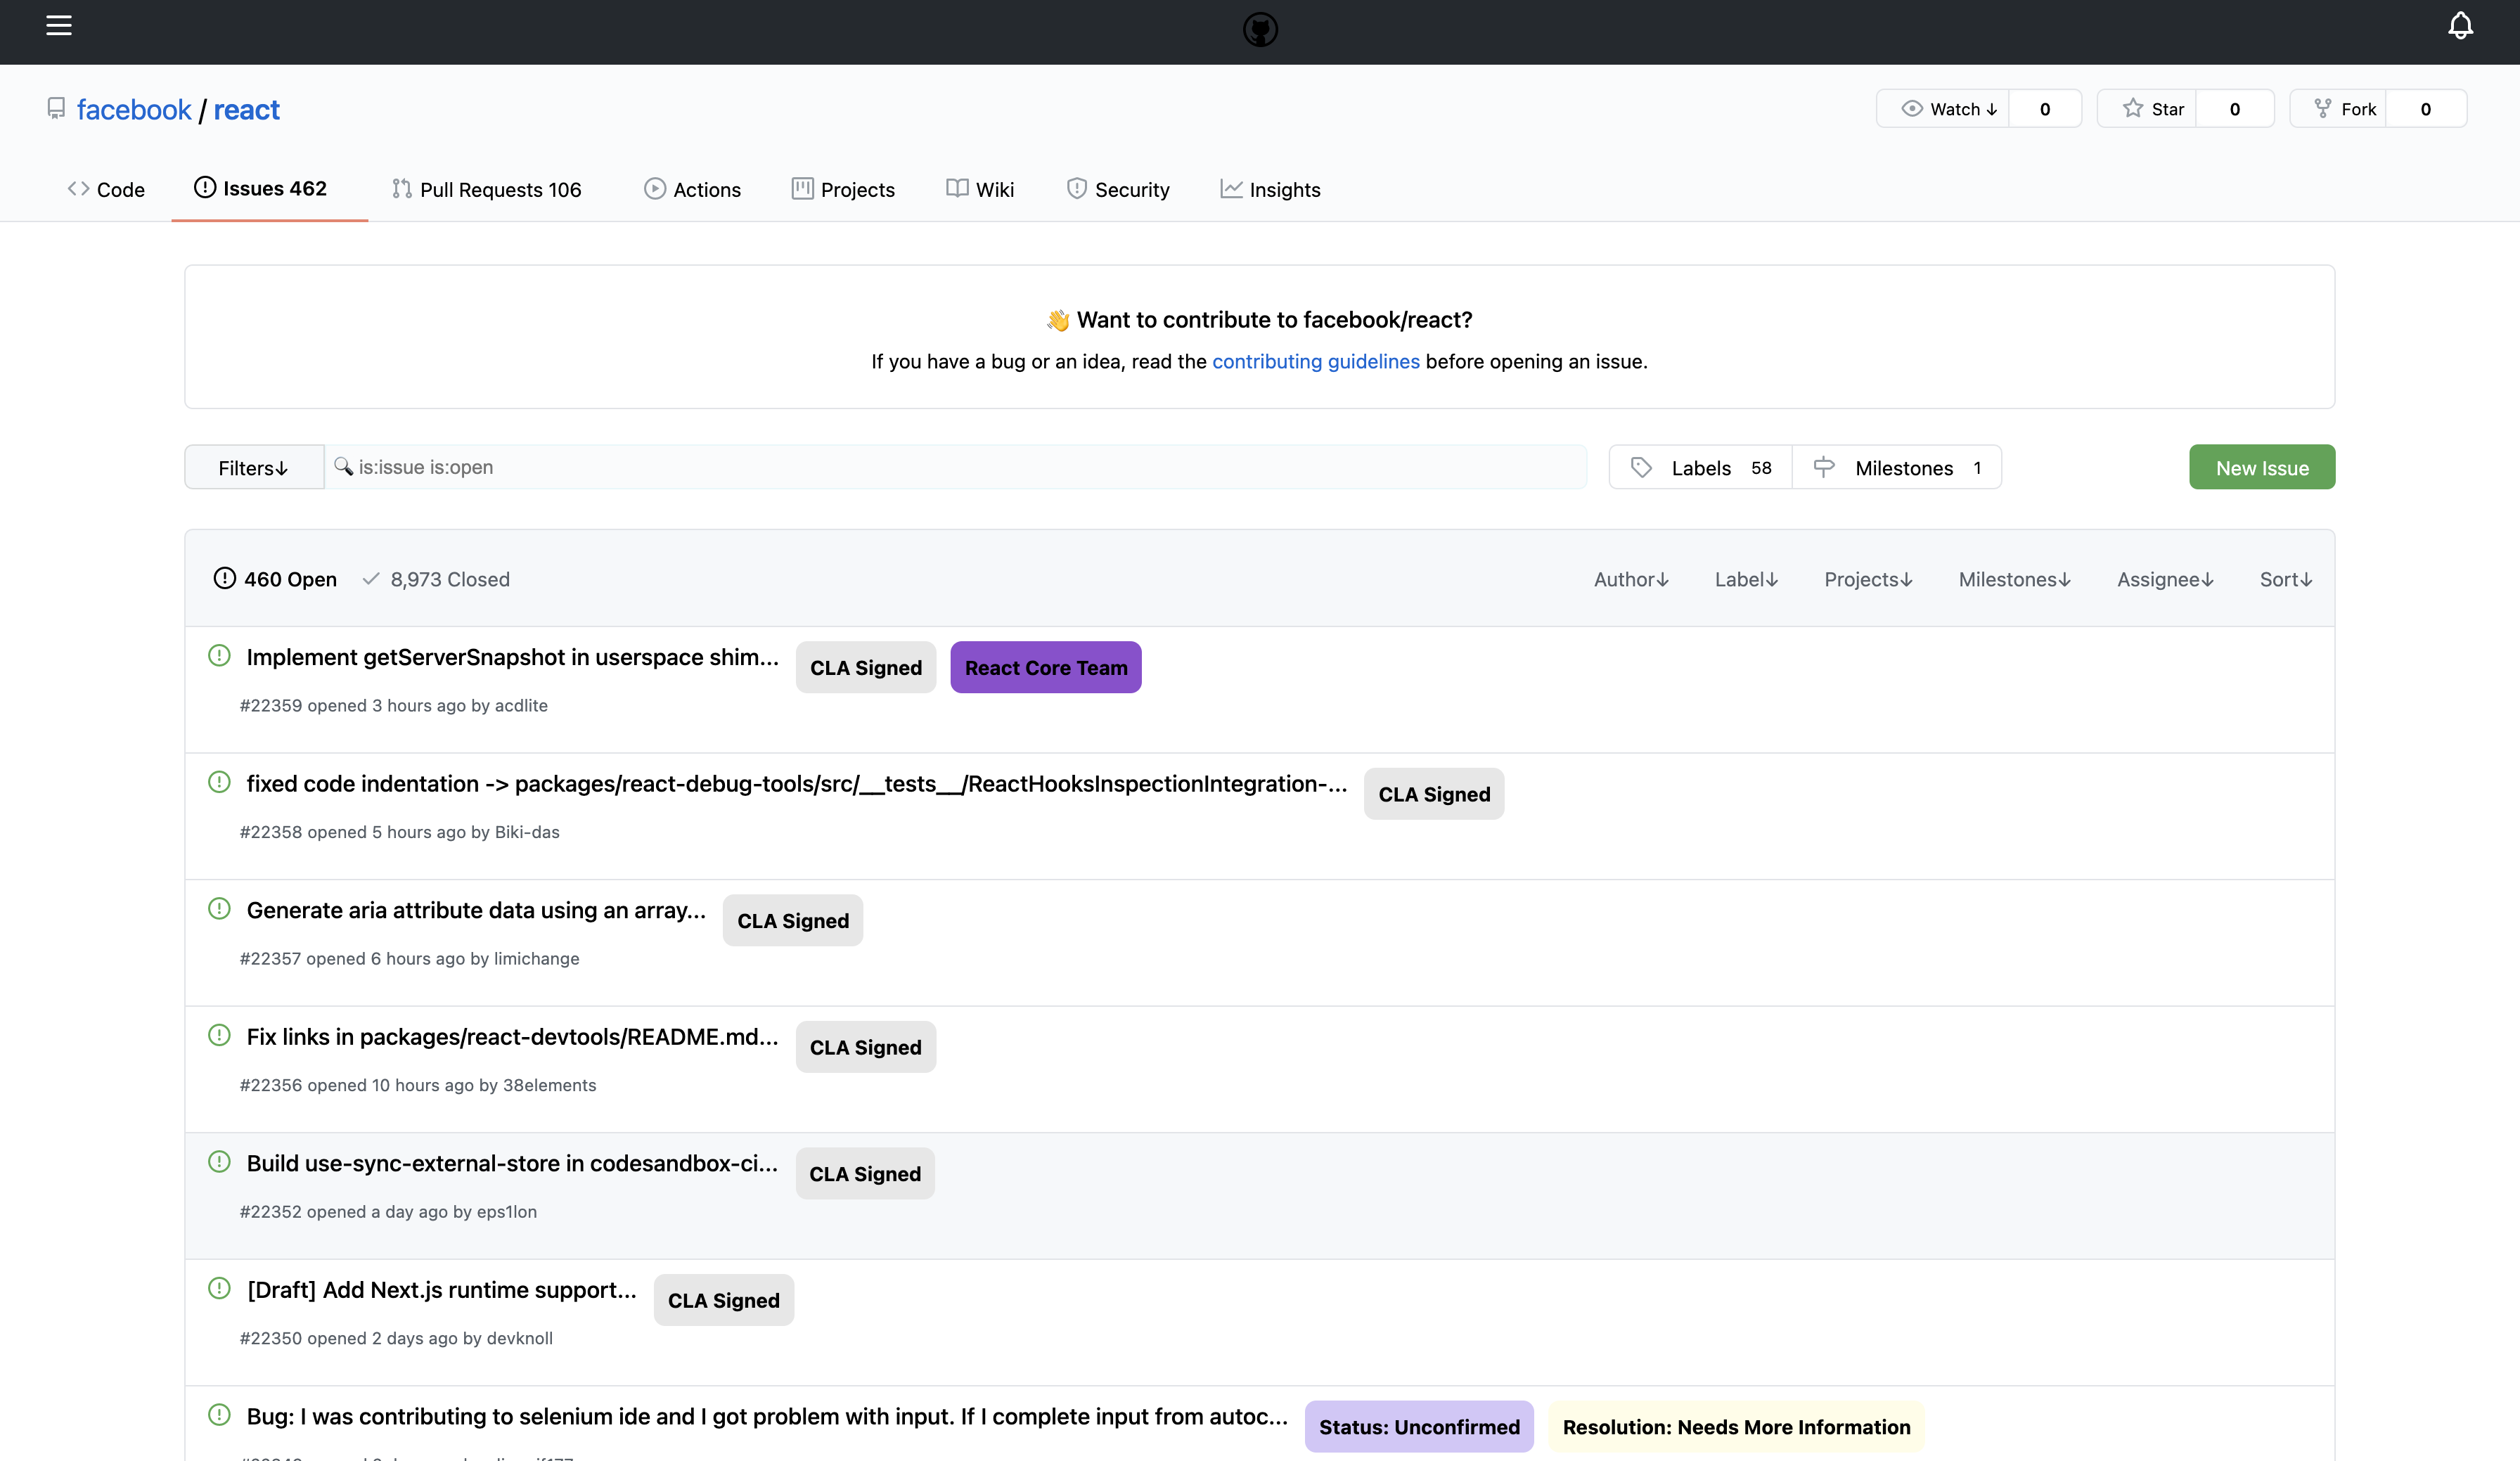 facebook / react
Watch ↓ 0 Star 0 Fork 0
Code Issues 462 Pull Requests 106 Actions Projects Wiki Security Insights
👋 Want to contribute to facebook/react?
If you have a bug or an idea, read the contributing guidelines before opening an issue.
Filters↓ 🔍 is:issue is:open Labels 58 Milestones 1 New Issue
460 Open 8,973 Closed Author↓ Label↓ Projects↓ Milestones↓ Assignee↓ Sort↓
Implement getServerSnapshot in userspace shim... CLA Signed React Core Team
#22359 opened 3 hours ago by acdlite
fixed code indentation -> packages/react-debug-tools/src/__tests__/ReactHooksInspectionIntegration-... CLA Signed
#22358 opened 5 hours ago by Biki-das
Generate aria attribute data using an array... CLA Signed
#22357 opened 6 hours ago by limichange
Fix links in packages/react-devtools/README.md... CLA Signed
#22356 opened 10 hours ago by 38elements
Build use-sync-external-store in codesandbox-ci... CLA Signed
#22352 opened a day ago by eps1lon
[Draft] Add Next.js runtime support... CLA Signed
#22350 opened 2 days ago by devknoll
Bug: I was contributing to selenium ide and I got problem with input. If I complete input from autoc... Status: Unconfirmed Resolution: Needs More Information